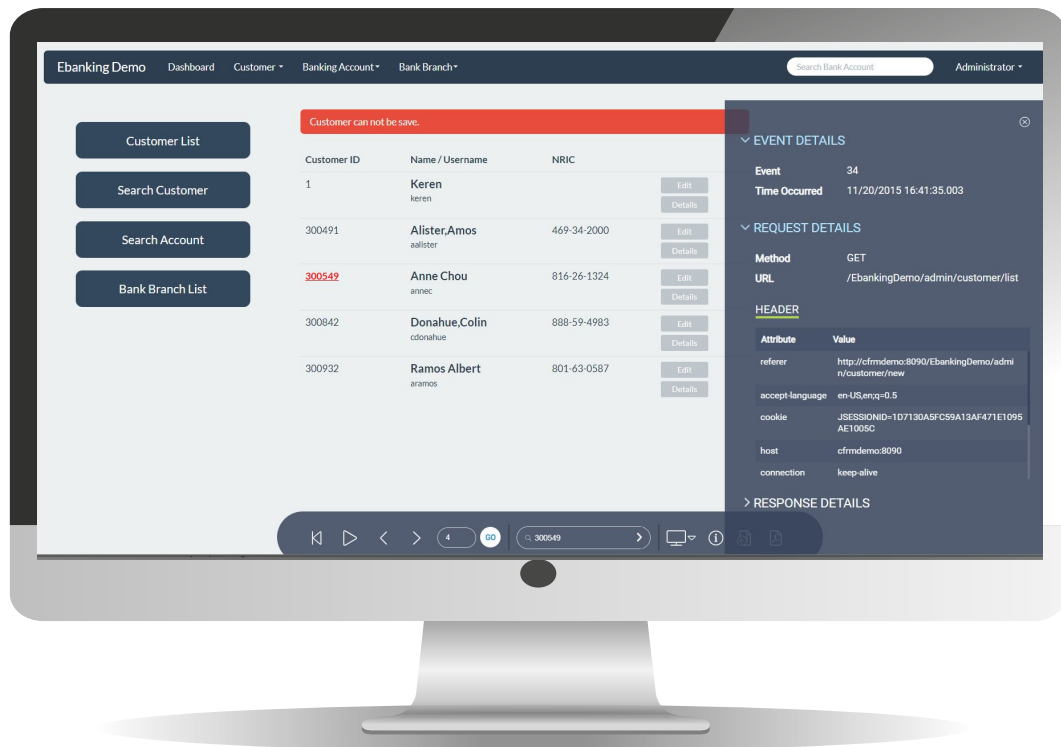 Ebanking Demo Dashboard Customer Banking Account Bank Branch Search Bank Account Administrator
Customer List
Search Customer
Search Account
Bank Branch List
Customer can not be save.
Customer ID Name / Username NRIC
1 Keren Edit
keren Details
300491 Alister,Amos 469-34-2000 Edit
aalister Details
300549 Anne Chou 816-26-1324 Edit
annec Details
300842 Donahue,Colin 888-59-4983 Edit
cdonahue Details
300932 Ramos Albert 801-63-0587 Edit
aramos Details
EVENT DETAILS
Event 34
Time Occurred 11/20/2015 16:41:35.003
REQUEST DETAILS
Method GET
URL /EbankingDemo/admin/customer/list
HEADER
Attribute Value
referer http://cfrmdemo:8090/EbankingDemo/admi
n/customer/new
accept-language en-US,en;q=0.5
cookie JSESSIONID=1D7130A5FC59A13AF471E1095
AE1005C
host cfrmdemo:8090
connection keep-alive
RESPONSE DETAILS
4 GO 300549